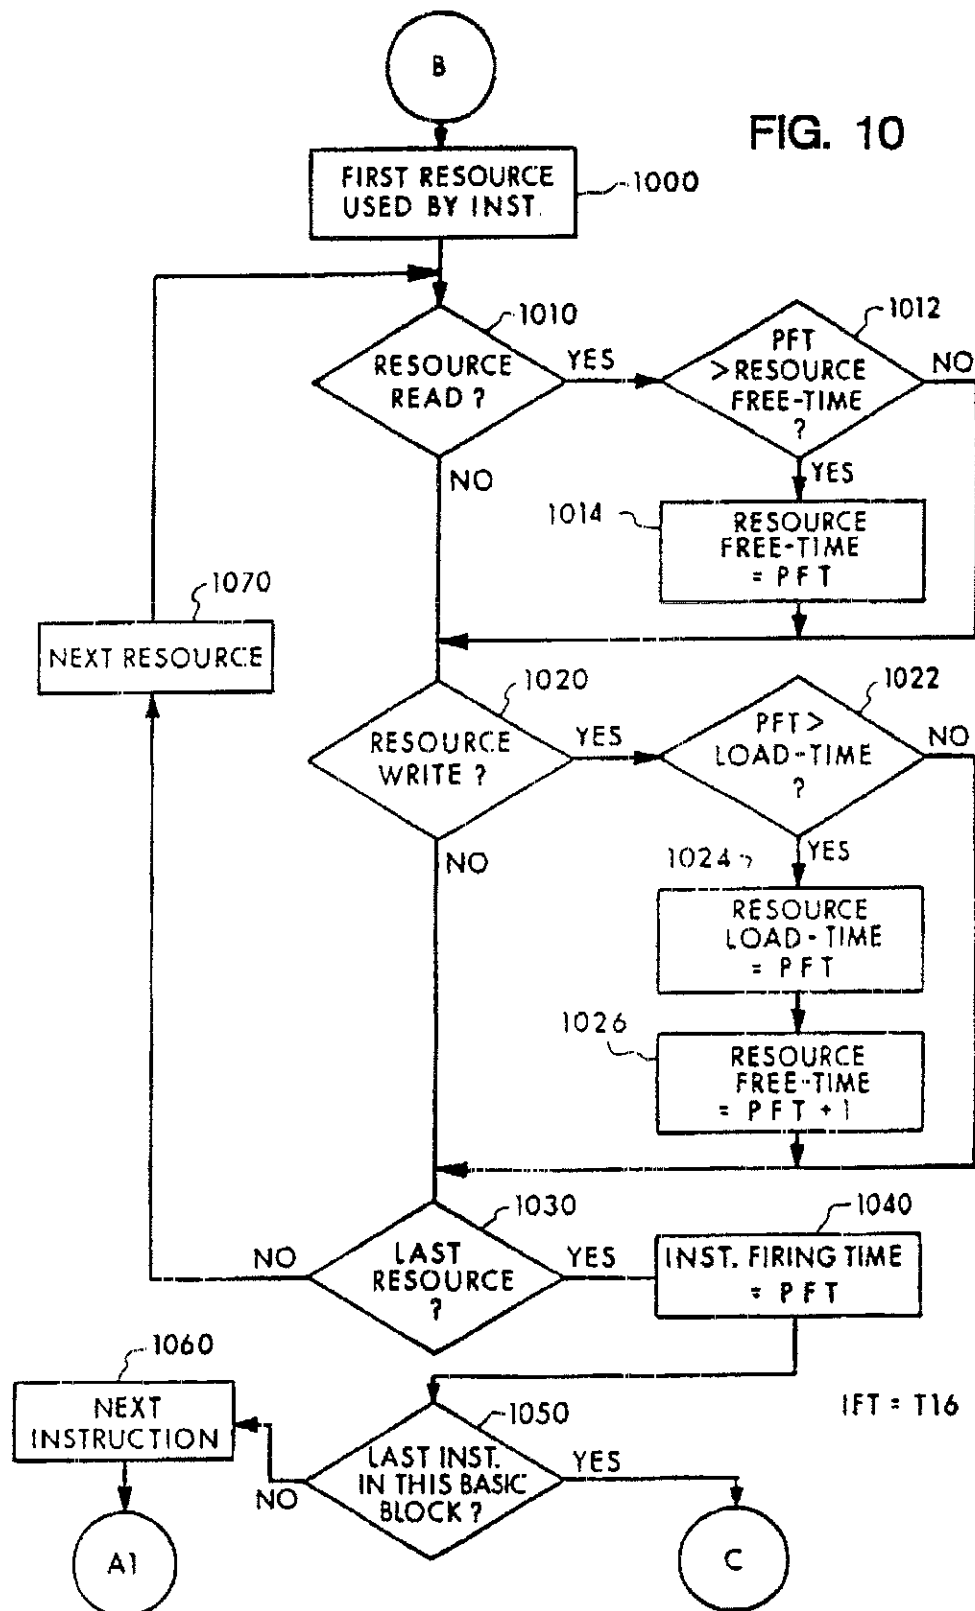 B
FIG. 10
FIRST RESOURCE
USED BY INST.
1000
1010
RESOURCE
READ ?
YES
NO
1012
PFT
> RESOURCE
FREE-TIME
?
NO
YES
1014
RESOURCE
FREE-TIME
= PFT
1070
NEXT RESOURCE
1020
RESOURCE
WRITE ?
YES
NO
1022
PFT >
LOAD-TIME
?
NO
YES
1024
RESOURCE
LOAD-TIME
= PFT
1026
RESOURCE
FREE-TIME
= PFT + 1
1030
LAST
RESOURCE
?
NO
YES
1040
INST. FIRING TIME
= PFT
1060
NEXT
INSTRUCTION
1050
LAST INST.
IN THIS BASIC
BLOCK ?
NO
YES
IFT = T16
A1
C